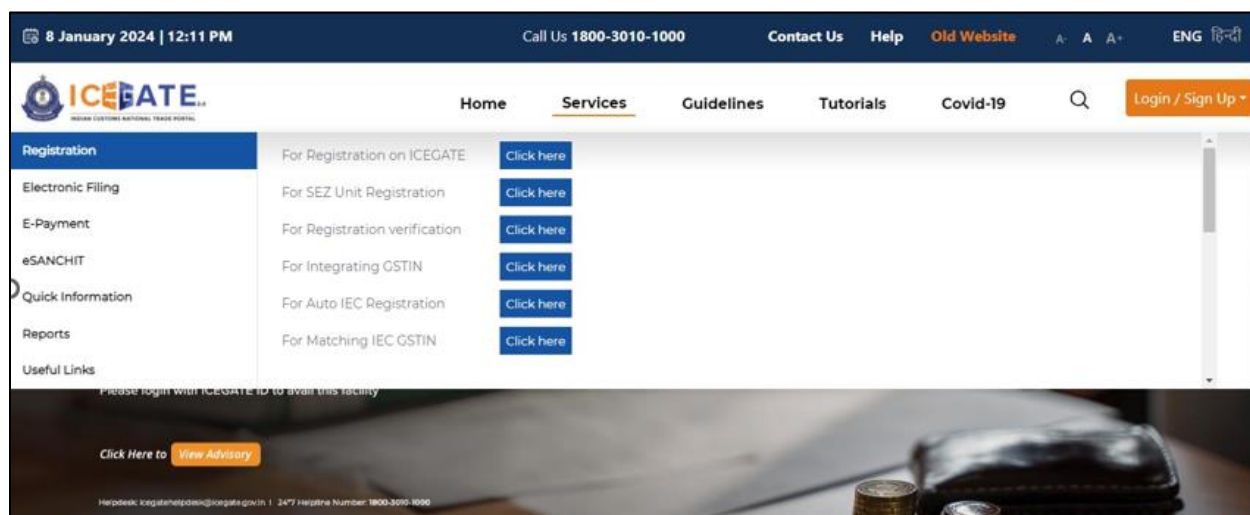 8 January 2024 | 12:11 PM Call Us 1800-3010-1000 Contact Us Help Old Website A- A A+ ENG हिन्दी
ICEGATE
INDIAN CUSTOMS NATIONAL TRADE PORTAL
Home Services Guidelines Tutorials Covid-19 Login / Sign Up
Registration
Electronic Filing
E-Payment
eSANCHIT
Quick Information
Reports
Useful Links
For Registration on ICEGATE Click here
For SEZ Unit Registration Click here
For Registration verification Click here
For Integrating GSTIN Click here
For Auto IEC Registration Click here
For Matching IEC GSTIN Click here
Please login with ICEGATE ID to avail this facility
Click Here to View Advisory
Helpdesk: icegatehelpdesk@icegate.gov.in | 24*7 Helpline Number: 1800-3010-1000